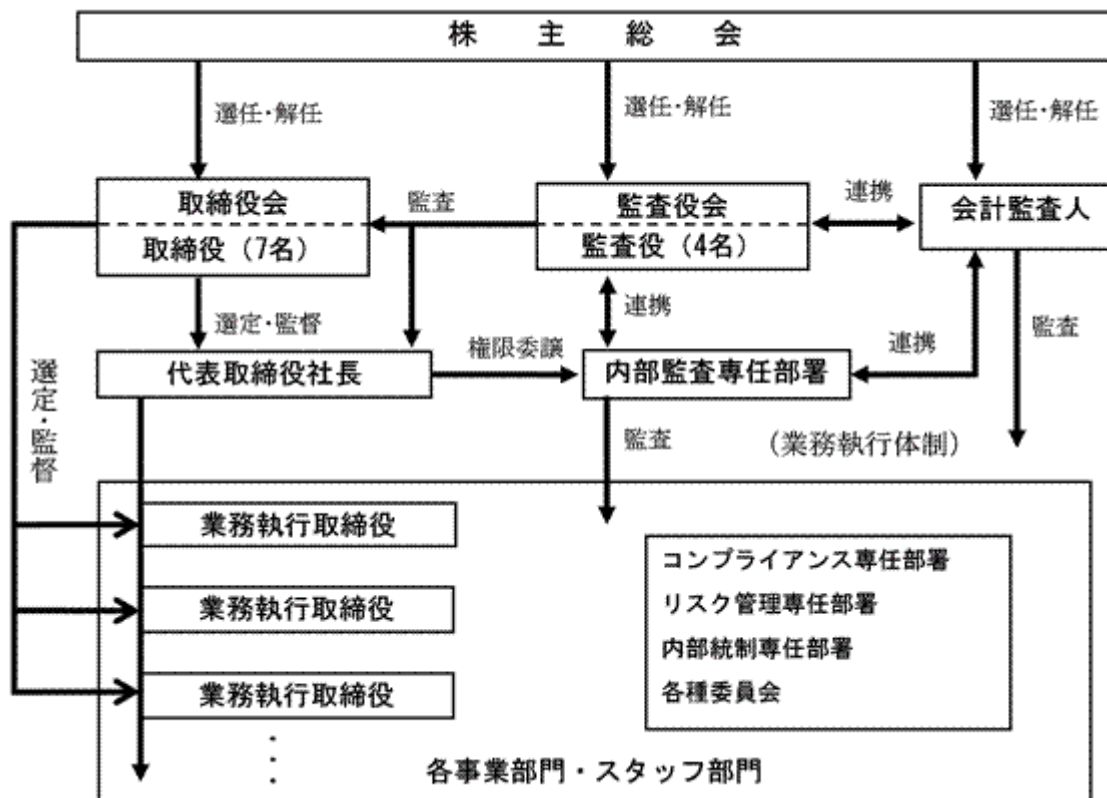 株主総会
選任・解任
選任・解任
選任・解任
取締役会
取締役（7名）
監査
監査役会
監査役（4名）
連携
会計監査人
選定・監督
連携
監査
連携
権限委譲
代表取締役社長
内部監査専任部署
選定・監督
監査
（業務執行体制）
業務執行取締役
業務執行取締役
業務執行取締役
コンプライアンス専任部署
リスク管理専任部署
内部統制専任部署
各種委員会
各事業部門・スタッフ部門